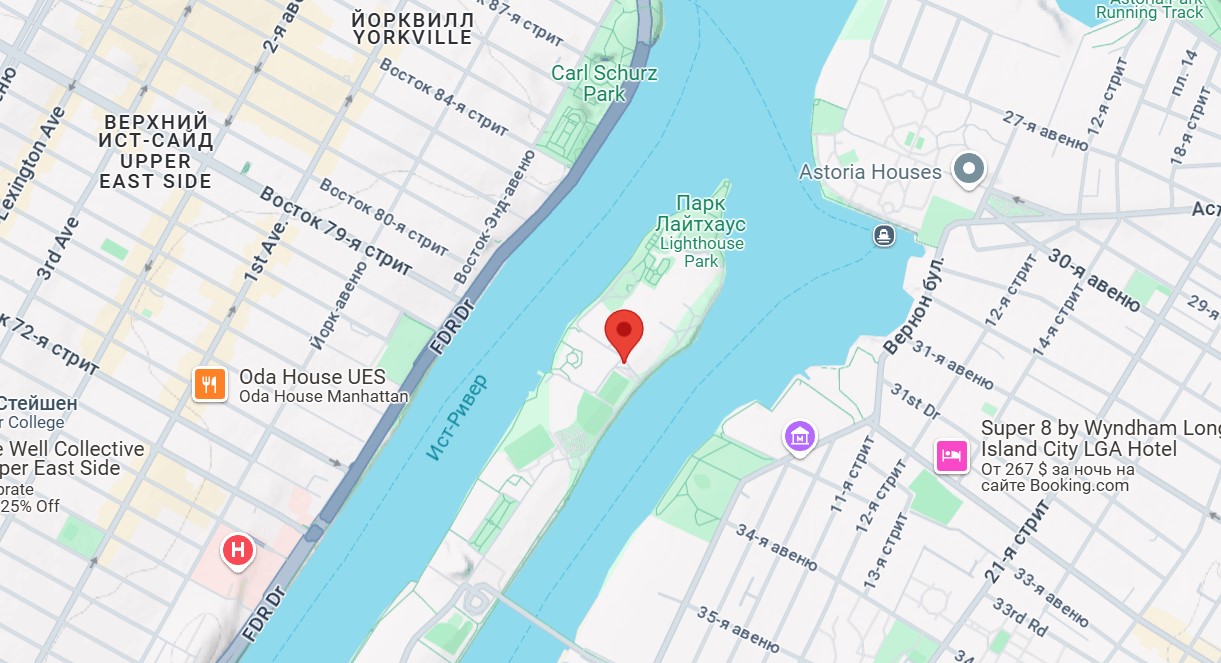 ЙОРКВИЛЛ
YORKVILLE
87-я стрит
2-я аве
Astoria Park
Running Track
Carl Schurz
Park
Восток 84-я стрит
ВЕРХНИЙ
ИСТ-САЙД
UPPER
EAST SIDE
Lexington Ave
3rd Ave
1st Ave.
Восток 80-я стрит
Восток 79-я стрит
Восток-Энд-авеню
Йорк-авеню
72-я стрит
FDR Dr
Ист-Ривер
Парк
Лайтхаус
Lighthouse
Park
Astoria Houses
27-я авеню
12-я стрит
пл. 14
18-я стрит
Аст
30-я авеню
29-я
12-я стрит
14-я стрит
Вернон бул.
31-я авеню
31st Dr
Oda House UES
Oda House Manhattan
Стейшен
r College
e Well Collective
per East Side
brate
25% Off
H
FDR Dr
Super 8 by Wyndham Long
Island City LGA Hotel
От 267 $ за ночь на
сайте Booking.com
11-я стрит
12-я стрит
13-я стрит
21-я стрит
34-я авеню
33-я авеню
33rd Rd
35-я авеню
34-